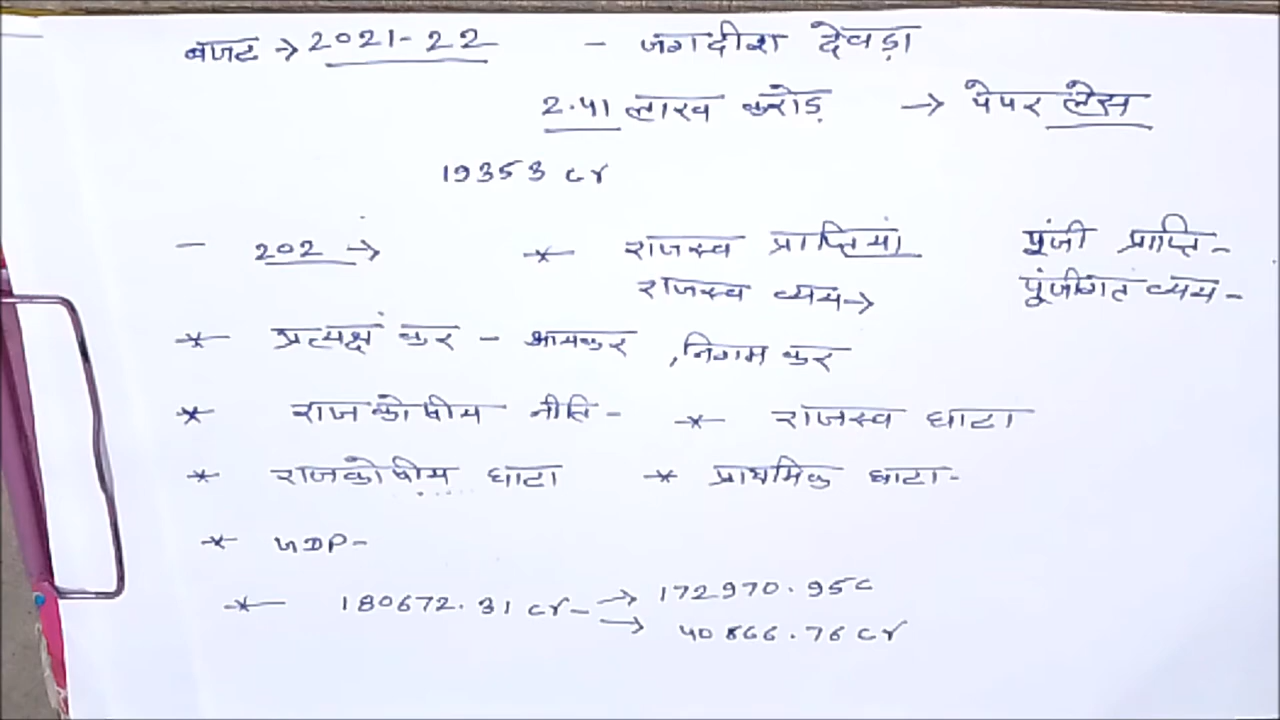 बजट → 2021-22 - जगदीश देवड़ा
2.41 लाख करोड़ → पेपर लेस
19353 cr
- 202 → * राजस्व प्राप्तियां पूंजी प्राप्ति -
राजस्व व्यय → पूंजीगत व्यय -
* प्रत्यक्ष कर - आयकर , निगम कर
* राजकोषीय नीति - * राजस्व घाटा
* राजकोषीय घाटा * प्राथमिक घाटा -
* GDP -
* 180672.31 cr - → 172970.95 c
→ 40866.76 cr